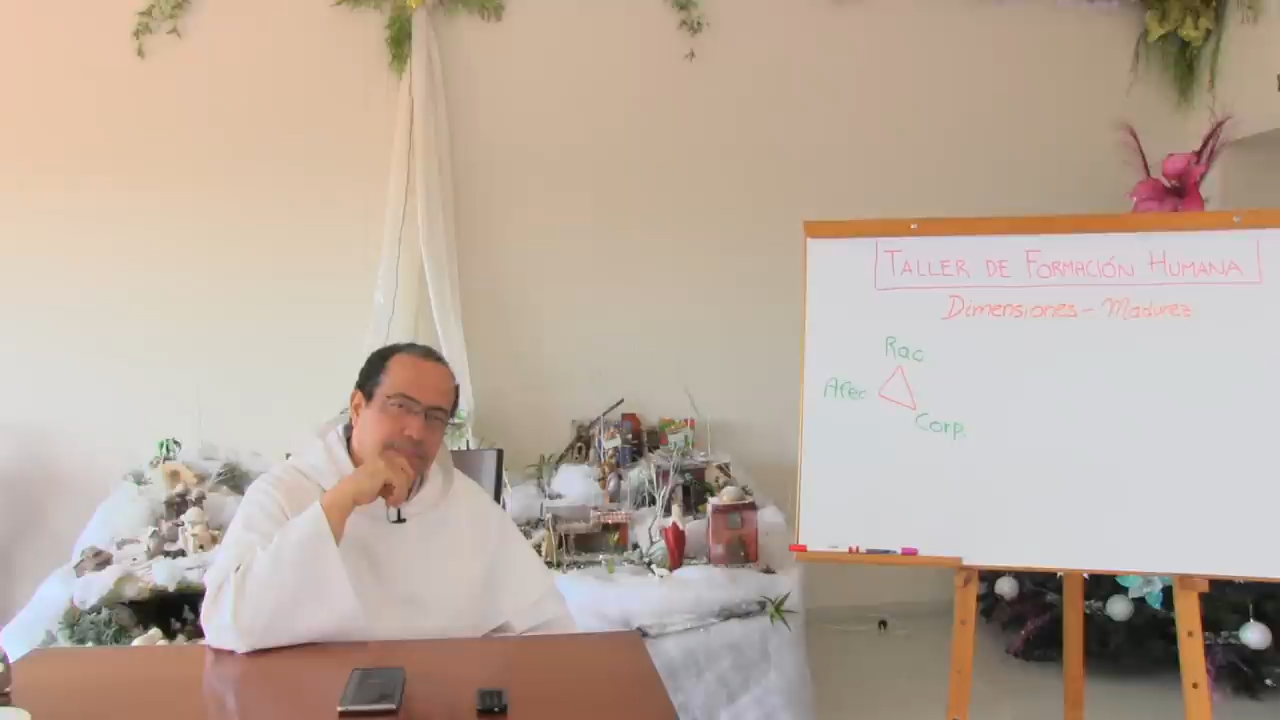 TALLER DE FORMACIÓN HUMANA
Dimensiones - Madurez
Rac
Afec
Corp.